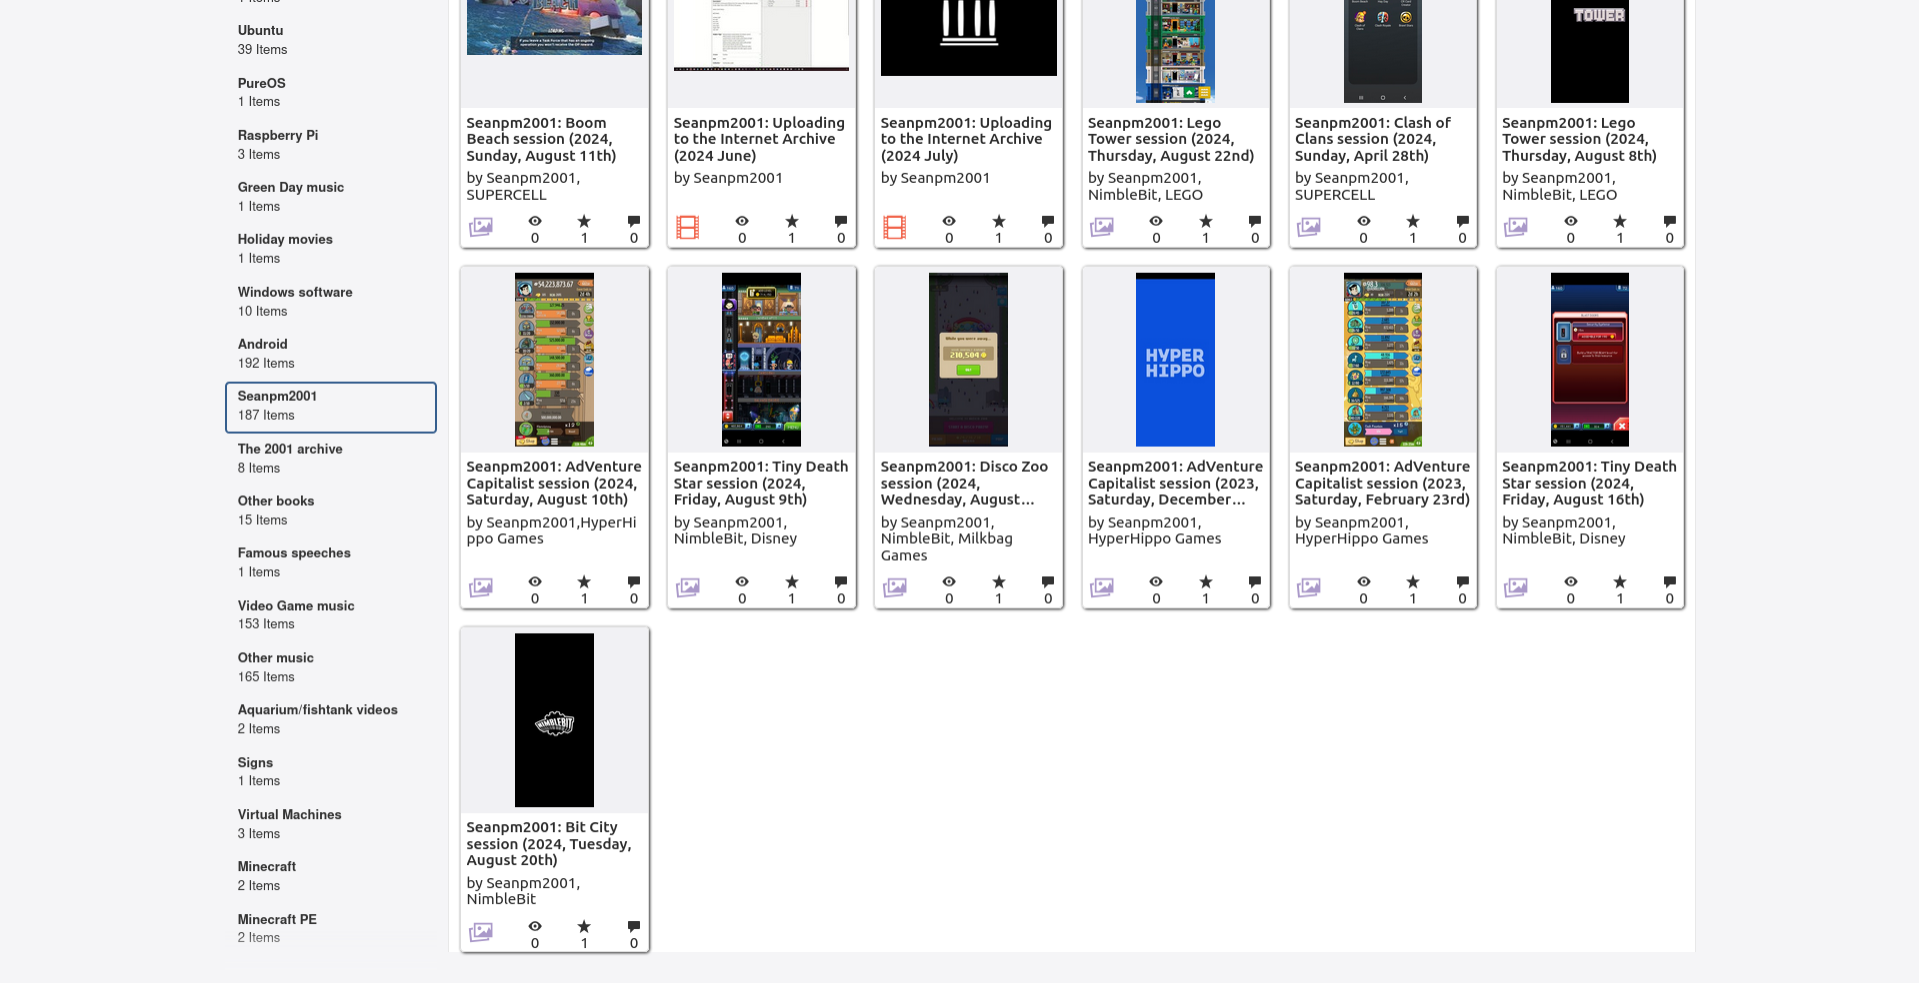 Ubuntu
39 Items
PureOS
1 Items
Raspberry Pi
3 Items
Green Day music
1 Items
Holiday movies
1 Items
Windows software
10 Items
Android
192 Items
Seanpm2001
187 Items
The 2001 archive
8 Items
Other books
15 Items
Famous speeches
1 Items
Video Game music
153 Items
Other music
165 Items
Aquarium/fishtank videos
2 Items
Signs
1 Items
Virtual Machines
3 Items
Minecraft
2 Items
Minecraft PE
2 Items
BEACH
Seanpm2001: Boom
Beach session (2024,
Sunday, August 11th)
by Seanpm2001,
SUPERCELL
0 1 0
Seanpm2001: Uploading
to the Internet Archive
(2024 June)
by Seanpm2001
0 1 0
Seanpm2001: Uploading
to the Internet Archive
(2024 July)
by Seanpm2001
0 1 0
Seanpm2001: Lego
Tower session (2024,
Thursday, August 22nd)
by Seanpm2001,
NimbleBit, LEGO
0 1 0
Seanpm2001: Clash of
Clans session (2024,
Sunday, April 28th)
by Seanpm2001,
SUPERCELL
0 1 0
TOWER
Seanpm2001: Lego
Tower session (2024,
Thursday, August 8th)
by Seanpm2001,
NimbleBit, LEGO
0 1 0
54,223,873.67
Seanpm2001: AdVenture
Capitalist session (2024,
Saturday, August 10th)
by Seanpm2001,HyperHi
ppo Games
0 1 0
Seanpm2001: Tiny Death
Star session (2024,
Friday, August 9th)
by Seanpm2001,
NimbleBit, Disney
0 1 0
While you were away...
210,504
Seanpm2001: Disco Zoo
session (2024,
Wednesday, August...
by Seanpm2001,
NimbleBit, Milkbag
Games
0 1 0
HYPER
HIPPO
Seanpm2001: AdVenture
Capitalist session (2023,
Saturday, December...
by Seanpm2001,
HyperHippo Games
0 1 0
Seanpm2001: AdVenture
Capitalist session (2023,
Saturday, February 23rd)
by Seanpm2001,
HyperHippo Games
0 1 0
Seanpm2001: Tiny Death
Star session (2024,
Friday, August 16th)
by Seanpm2001,
NimbleBit, Disney
0 1 0
NIMBLEBIT
Seanpm2001: Bit City
session (2024, Tuesday,
August 20th)
by Seanpm2001,
NimbleBit
0 1 0